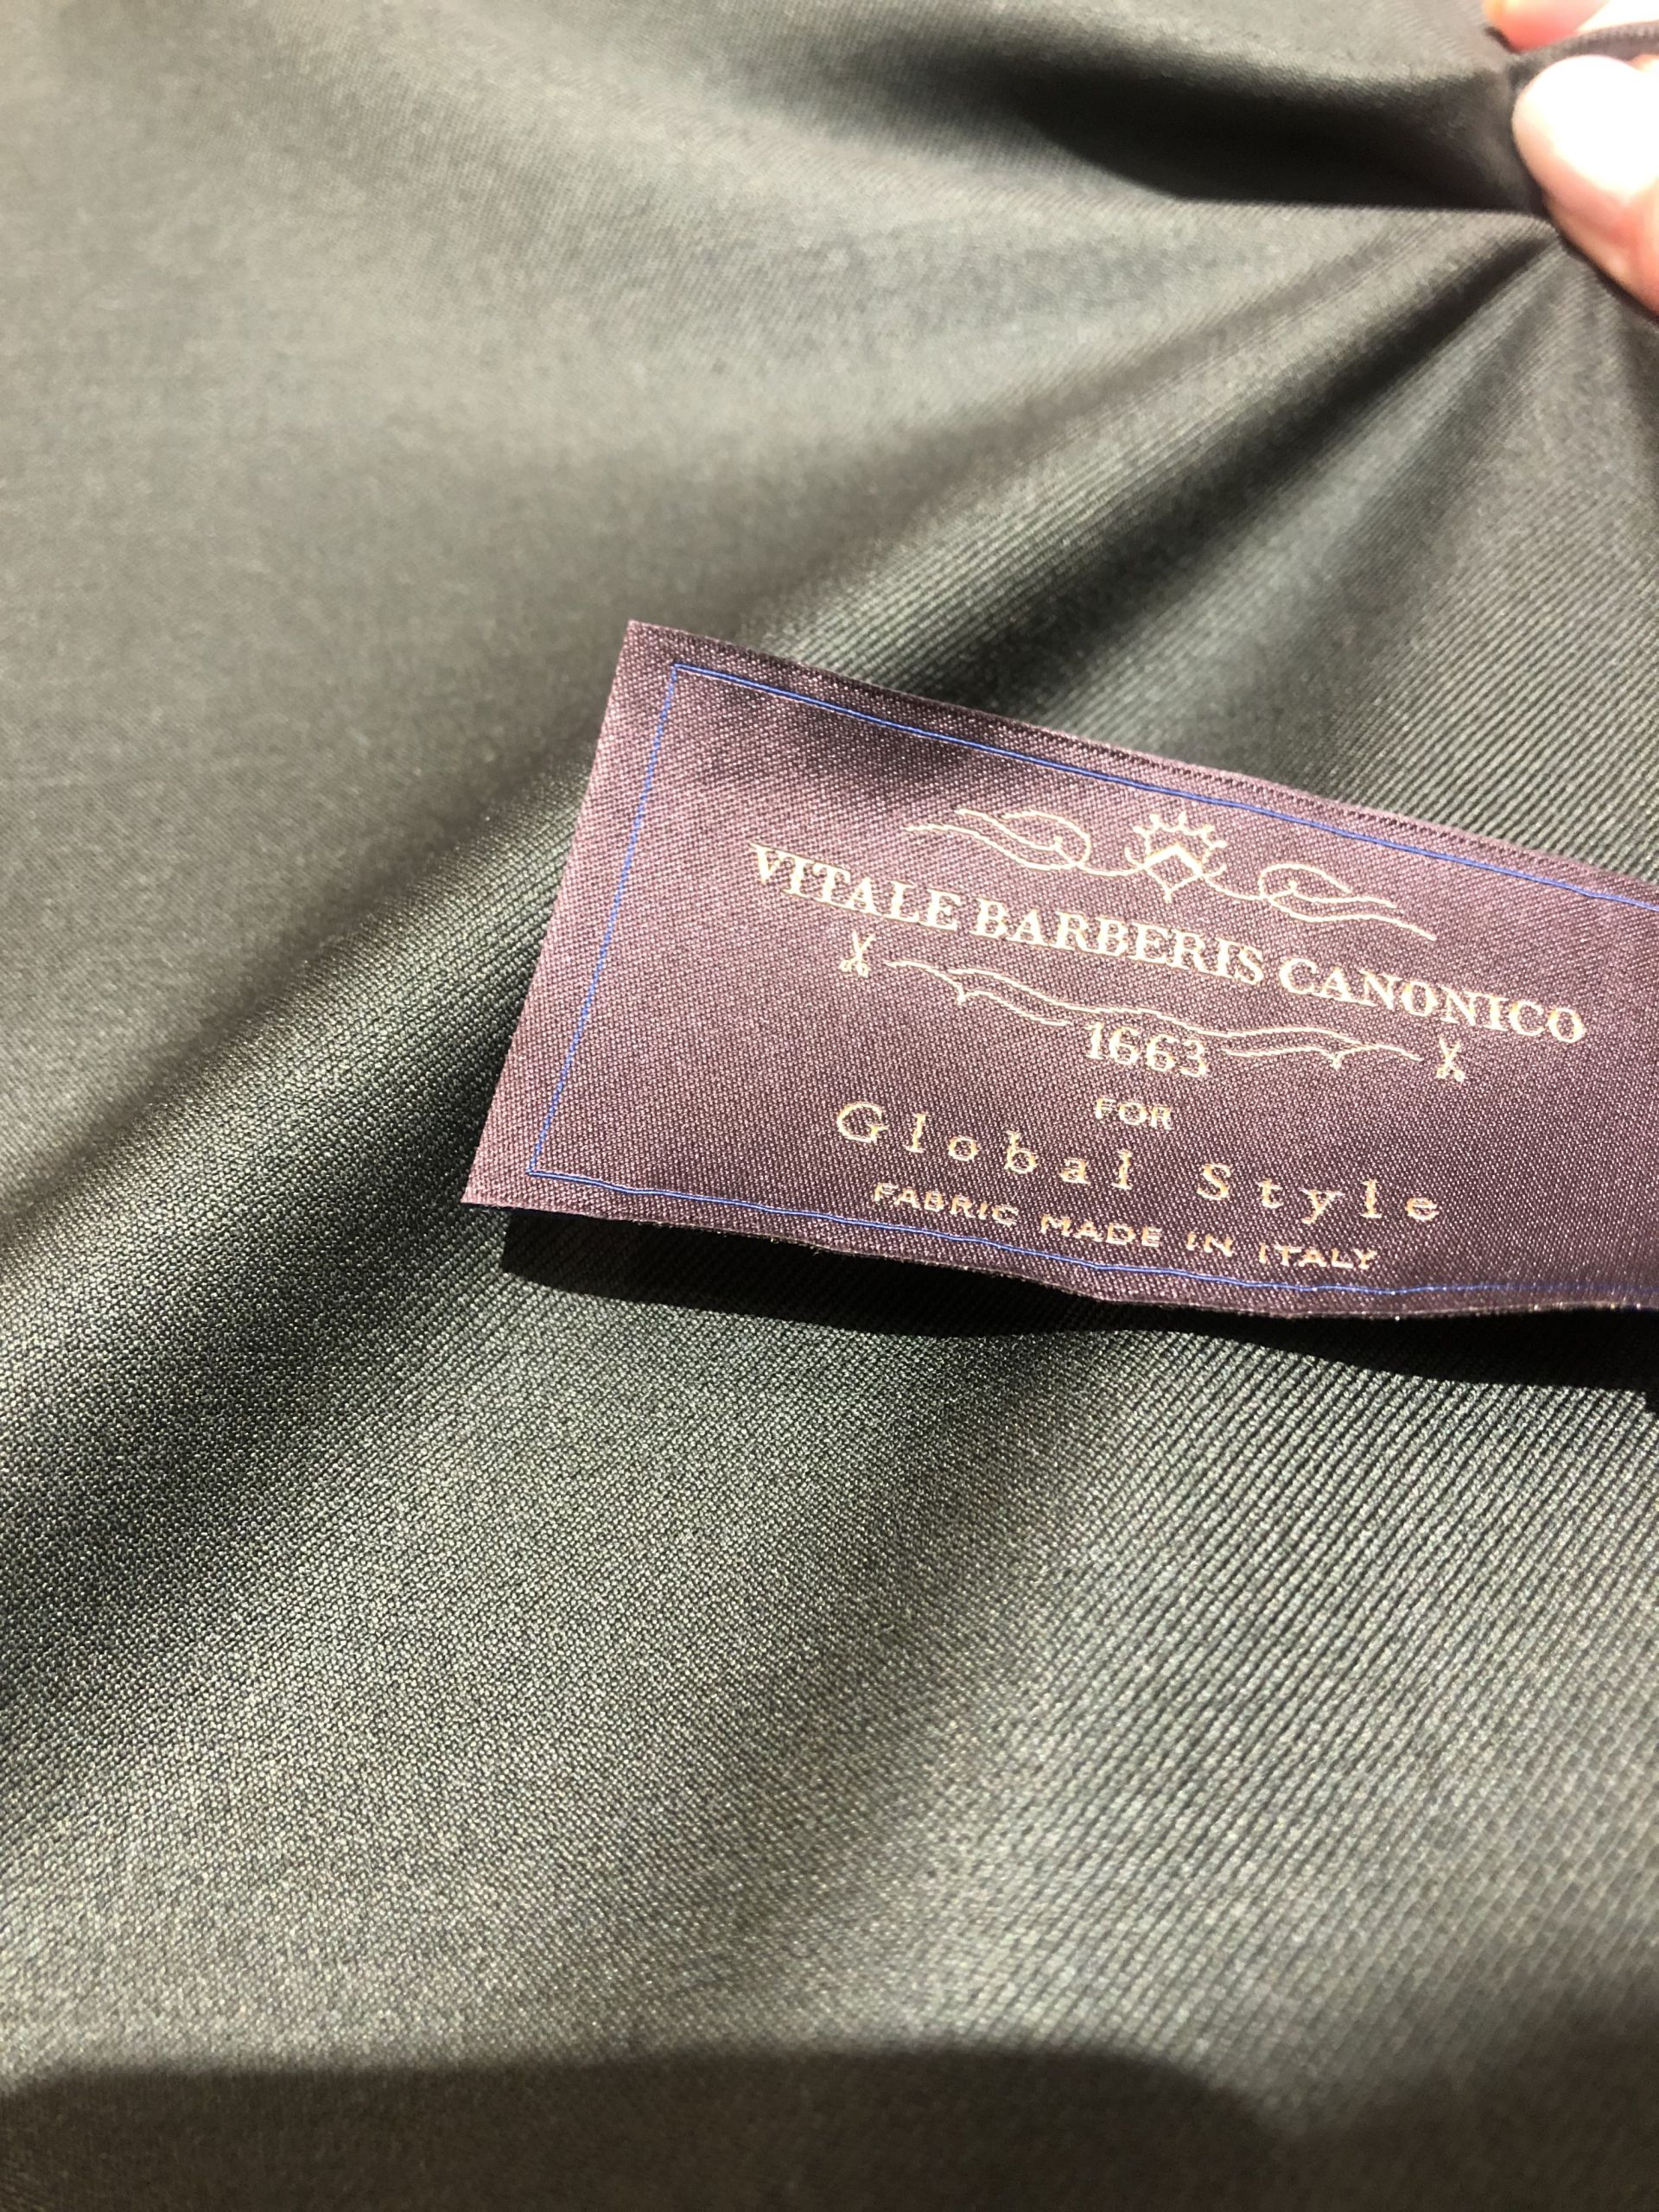 VITALE BARBERIS CANONICO
1663
FOR
Global Style
FABRIC MADE IN ITALY